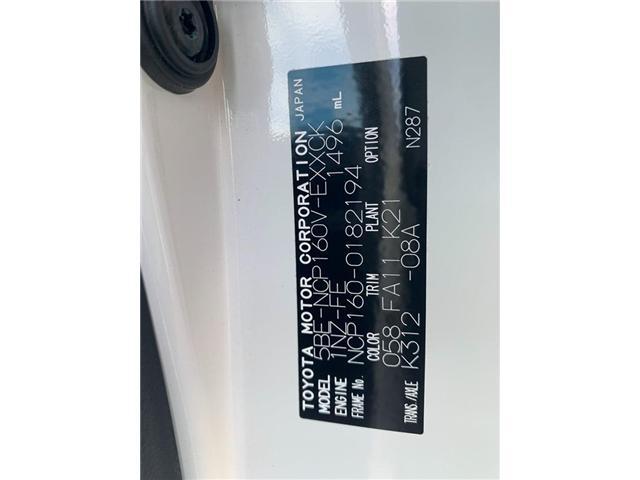 TOYOTA MOTOR CORPORATION JAPAN
MODEL 5BE-NCP160V-EXXCK
ENGINE 1NZ-FE 1496 mL
FRAME No. NCP160-0182194
COLOR TRIM PLANT OPTION
058 FA11 K21
TRANS./AXLE K312 -08A N287